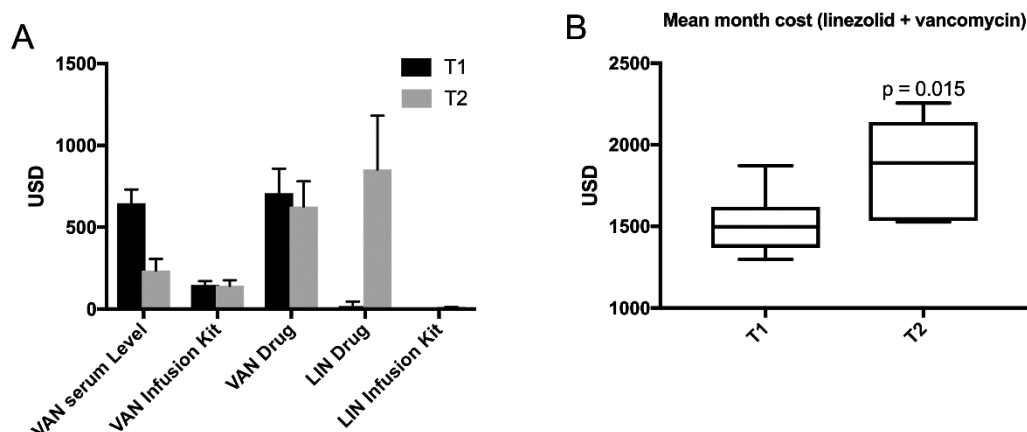 A
USD
1500
1000
500
0
T1
T2
VAN serum Level
VAN Infusion Kit
VAN Drug
LIN Drug
LIN Infusion Kit
B
Mean month cost (linezolid + vancomycin)
USD
2500
2000
1500
1000
p = 0.015
T1
T2